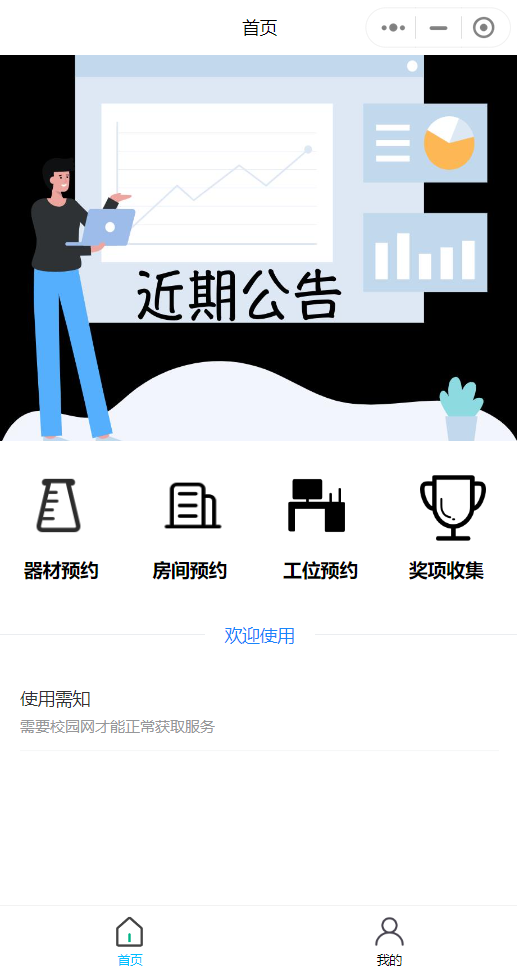 首页
近期公告
器材预约 房间预约 工位预约 奖项收集
欢迎使用
使用需知
需要校园网才能正常获取服务
首页 我的